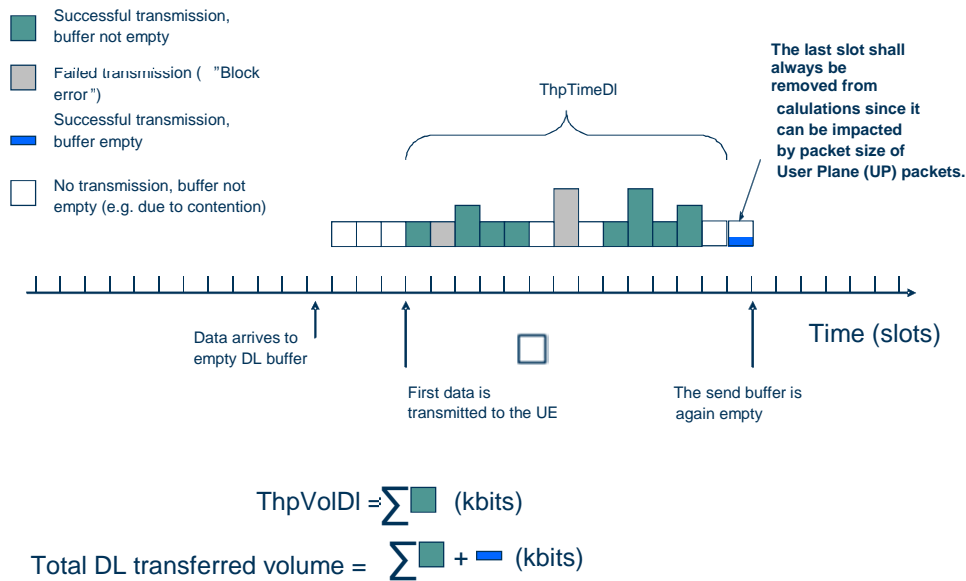 Successful transmission,
buffer not empty
Failed transmission ( "Block
error")
Successful transmission,
buffer empty
No transmission, buffer not
empty (e.g. due to contention)
ThpTimeDl
The last slot shall
always be
removed from
calulations since it
can be impacted
by packet size of
User Plane (UP) packets.
Data arrives to
empty DL buffer
First data is
transmitted to the UE
The send buffer is
again empty
Time (slots)
ThpVolDl = ∑ (kbits)
Total DL transferred volume = ∑ + (kbits)